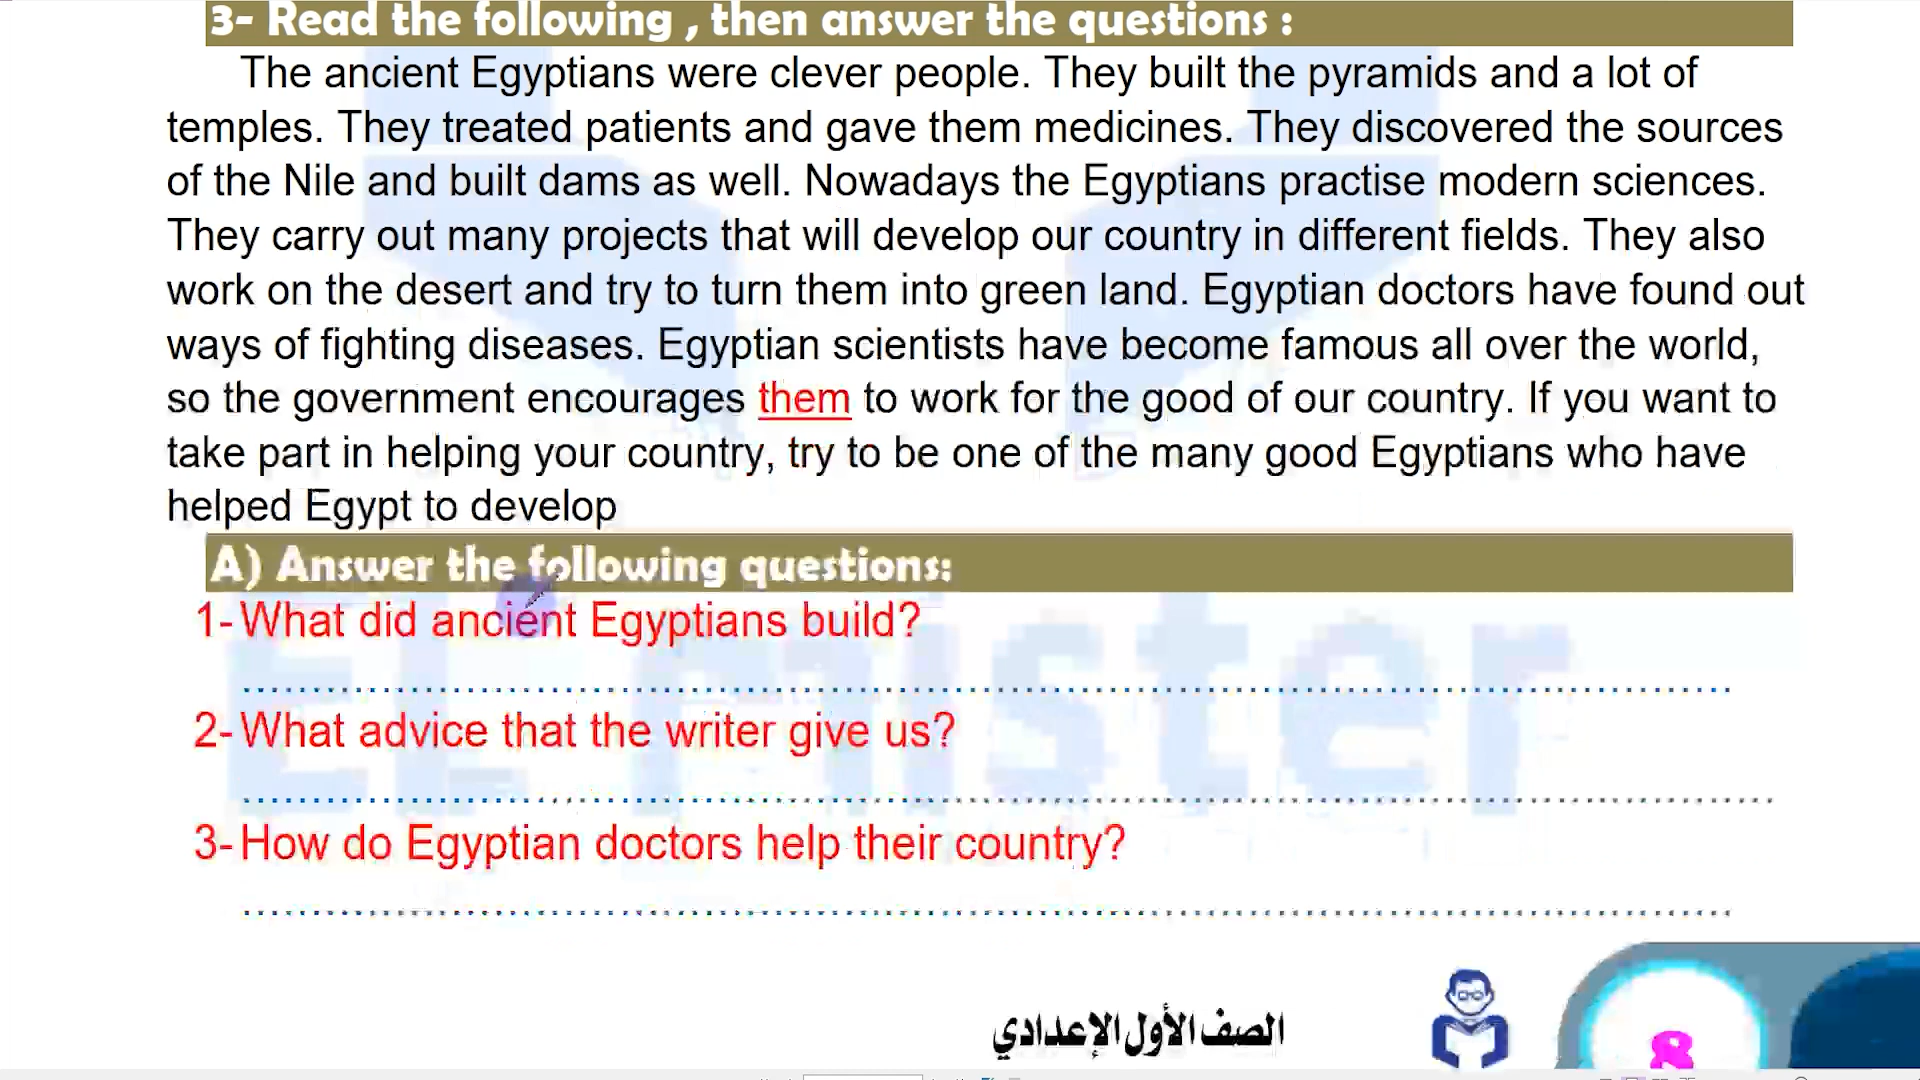 3- Read the following , then answer the questions :
The ancient Egyptians were clever people. They built the pyramids and a lot of
temples. They treated patients and gave them medicines. They discovered the sources
of the Nile and built dams as well. Nowadays the Egyptians practise modern sciences.
They carry out many projects that will develop our country in different fields. They also
work on the desert and try to turn them into green land. Egyptian doctors have found out
ways of fighting diseases. Egyptian scientists have become famous all over the world,
so the government encourages them to work for the good of our country. If you want to
take part in helping your country, try to be one of the many good Egyptians who have
helped Egypt to develop
A) Answer the following questions:
1- What did ancient Egyptians build?
2- What advice that the writer give us?
3- How do Egyptian doctors help their country?
El mister
الصف الأول الإعدادي
8